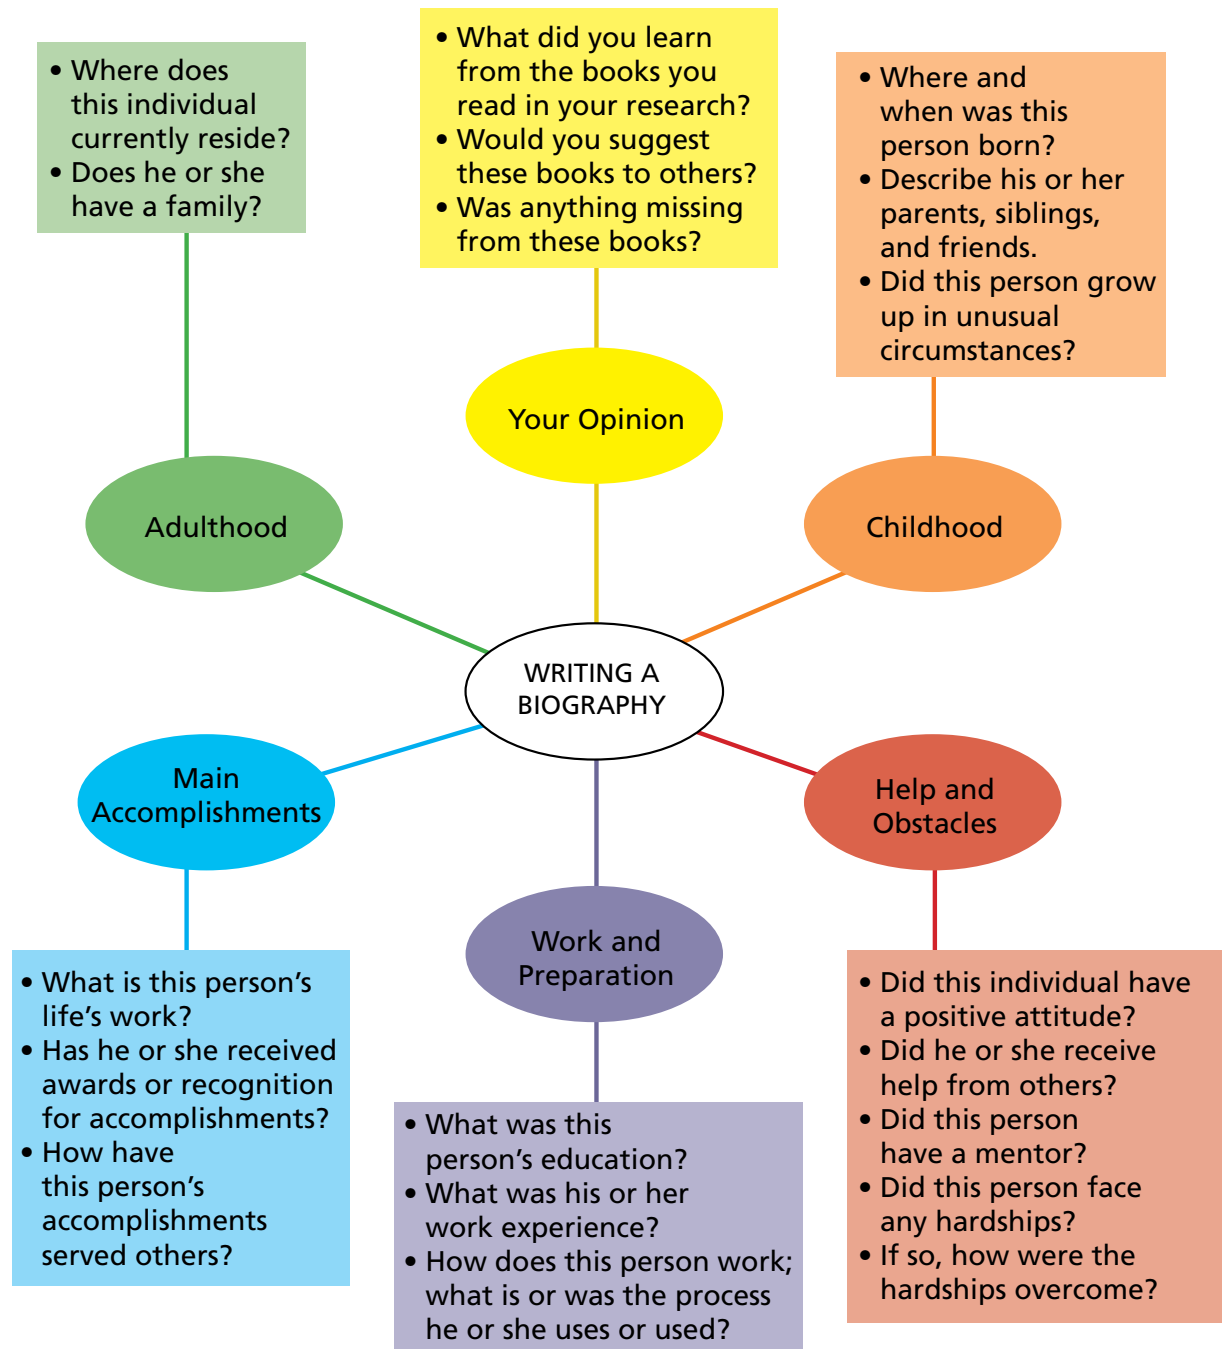 • Where does
this individual
currently reside?
• Does he or she
have a family?
Adulthood
• What did you learn
from the books you
read in your research?
• Would you suggest
these books to others?
• Was anything missing
from these books?
Your Opinion
• Where and
when was this
person born?
• Describe his or her
parents, siblings,
and friends.
• Did this person grow
up in unusual
circumstances?
Childhood
WRITING A
BIOGRAPHY
Main
Accomplishments
• What is this person’s
life’s work?
• Has he or she received
awards or recognition
for accomplishments?
• How have
this person’s
accomplishments
served others?
Work and
Preparation
• What was this
person’s education?
• What was his or her
work experience?
• How does this person work;
what is or was the process
he or she uses or used?
Help and
Obstacles
• Did this individual have
a positive attitude?
• Did he or she receive
help from others?
• Did this person
have a mentor?
• Did this person face
any hardships?
• If so, how were the
hardships overcome?